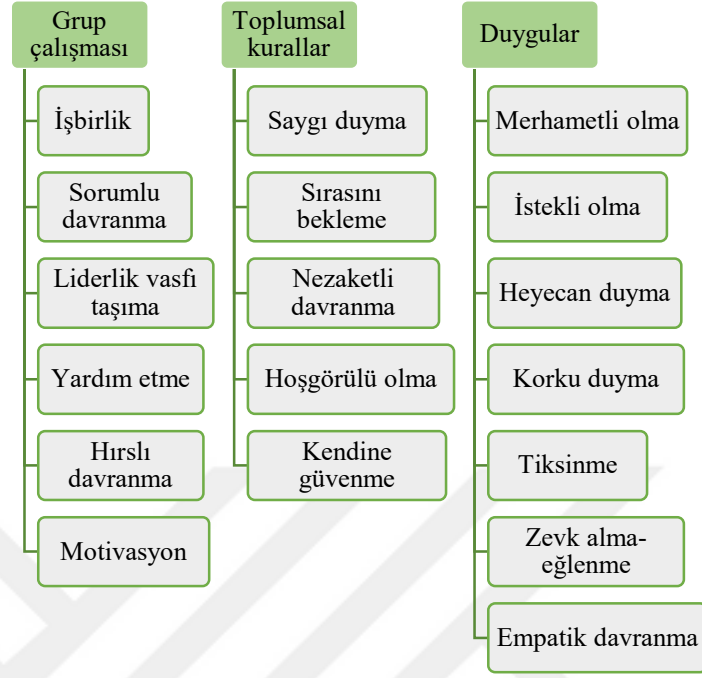 Grup
çalışması
İşbirlik
Sorumlu
davranma
Liderlik vasfı
taşıma
Yardım etme
Hırslı
davranma
Motivasyon
Toplumsal
kurallar
Saygı duyma
Sırasını
bekleme
Nezaketli
davranma
Hoşgörülü olma
Kendine
güvenme
Duygular
Merhametli olma
İstekli olma
Heyecan duyma
Korku duyma
Tiksinme
Zevk alma-
eğlenme
Empatik davranma